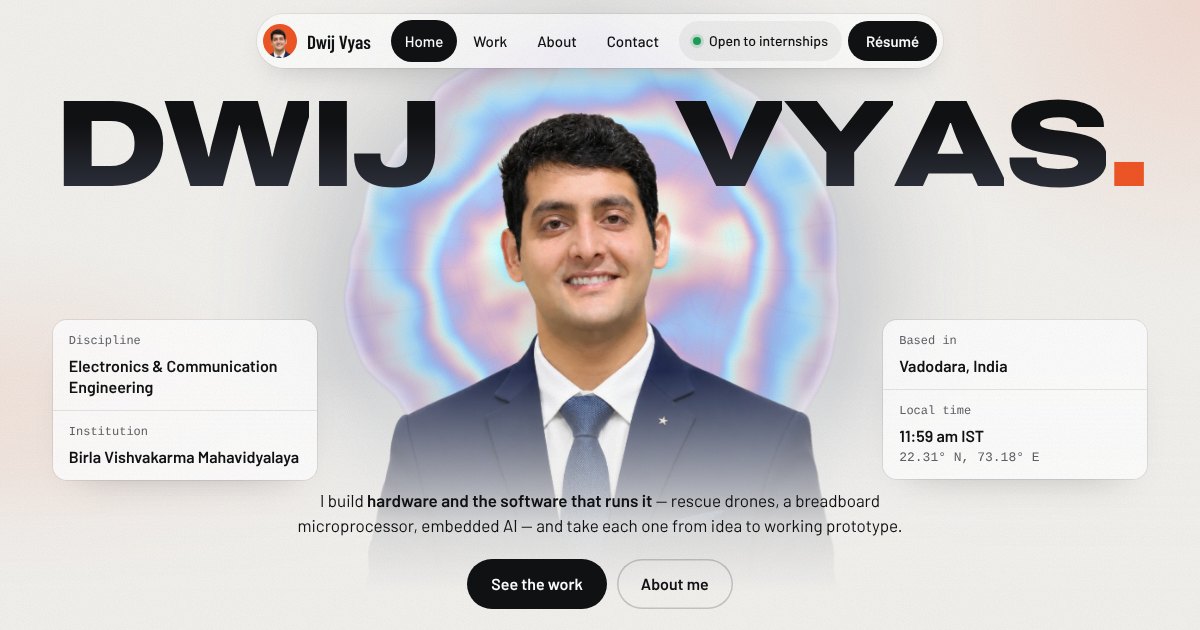 Dwij Vyas
Home
Work
About
Contact
Open to internships
Résumé
DWIJ VYAS.
Discipline
Electronics & Communication
Engineering
Institution
Birla Vishvakarma Mahavidyalaya
Based in
Vadodara, India
Local time
11:59 am IST
22.31° N, 73.18° E
I build hardware and the software that runs it — rescue drones, a breadboard
microprocessor, embedded AI — and take each one from idea to working prototype.
See the work
About me